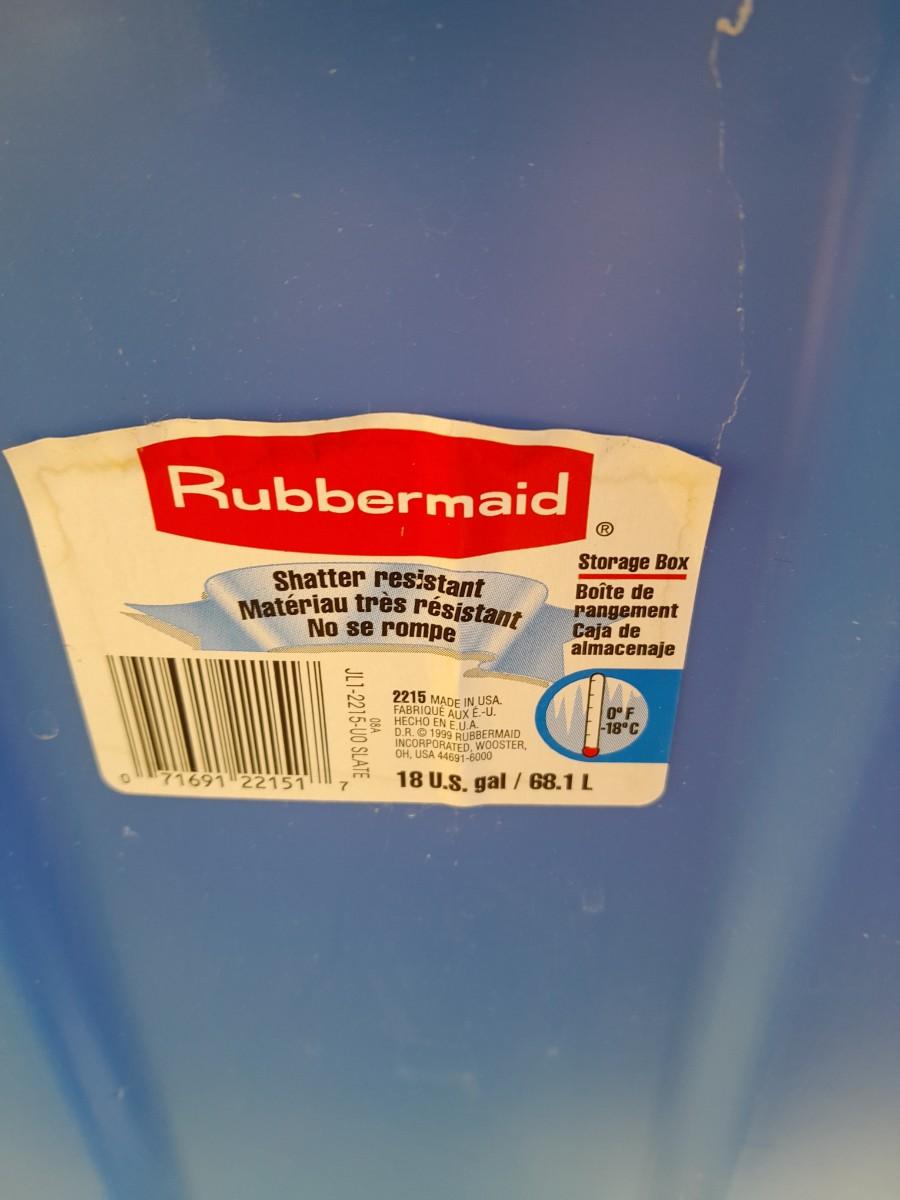 Rubbermaid
®
Storage Box
Boîte de
rangement
Caja de
almacenaje
Shatter resistant
Matériau très résistant
No se rompe
0° F
-18°C
2215 MADE IN USA.
FABRIQUÉ AUX É.-U.
HECHO EN E.U.A.
D.R. © 1999 RUBBERMAID
INCORPORATED, WOOSTER,
OH, USA 44691-6000
18 U.S. gal / 68.1 L
08A
JL1-2215-U0 SLATE
0 71691 22151 7